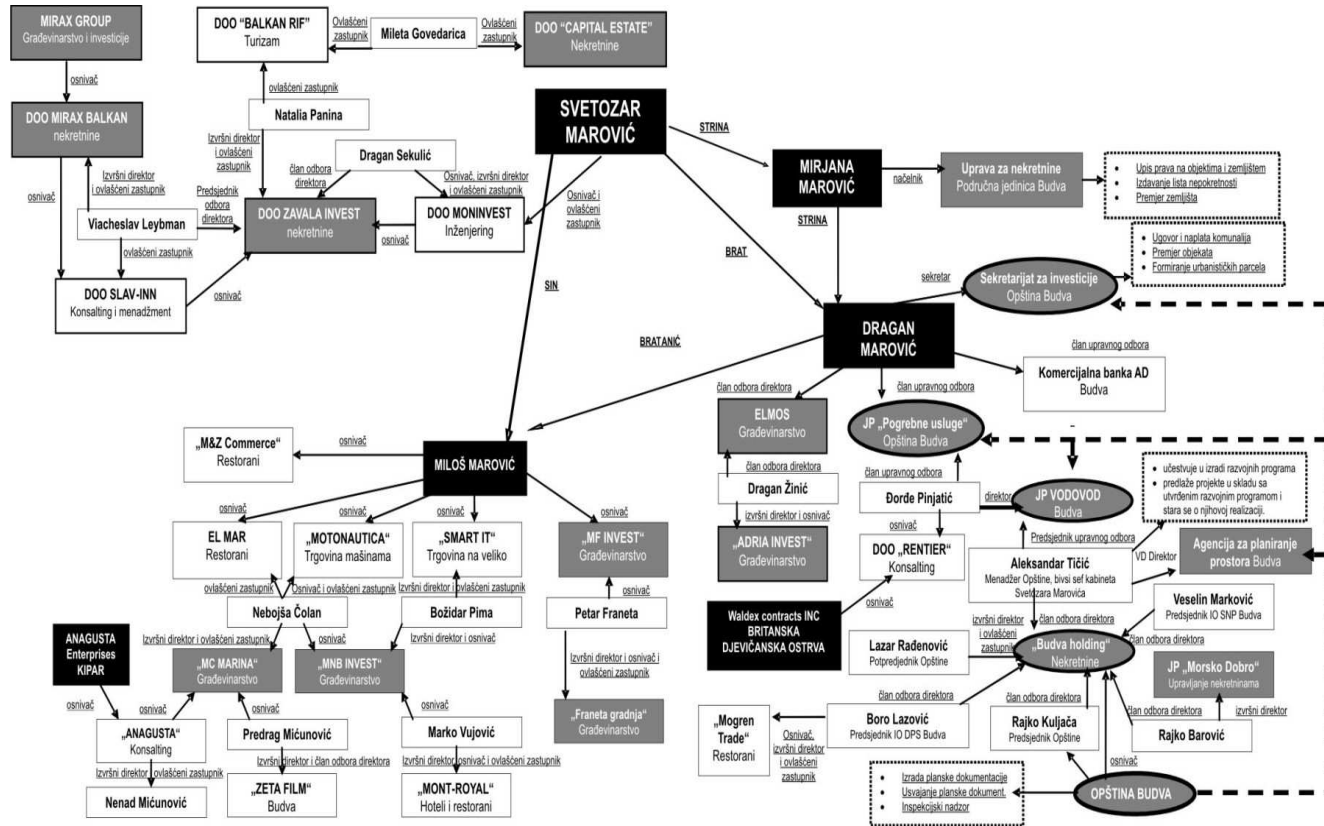 MIRAX GROUP
Građevinarstvo i investicije
osnivač
DOO MIRAX BALKAN
nekretnine
osnivač
Izvršni direktor
i ovlašćeni zastupnik
Viacheslav Leybman
ovlašćeni zastupnik
Predsjednik
odbora
direktora
DOO SLAV-INN
Konsalting i menadžment
osnivač
DOO “BALKAN RIF”
Turizam
Ovlašćeni
zastupnik
Mileta Govedarica
Ovlašćeni
zastupnik
DOO “CAPITAL ESTATE”
Nekretnine
ovlašćeni zastupnik
Natalia Panina
Izvršni direktor
i ovlašćeni
zastupnik
Dragan Sekulić
član odbora
direktora
Osnivač, izvršni direktor
i ovlašćeni zastupnik
DOO ZAVALA INVEST
nekretnine
osnivač
DOO MONINVEST
Inženjering
Osnivač i
ovlašćeni
zastupnik
SVETOZAR
MAROVIĆ
STRINA
MIRJANA
MAROVIĆ
načelnik
Uprava za nekretnine
Područna jedinica Budva
• Upis prava na objektima i zemljištem
• Izdavanje lista nepokretnosti
• Premjer zemljišta
STRINA
BRAT
SIN
sekretar
Sekretarijat za investicije
Opština Budva
• Ugovor i naplata komunalija
• Premjer objekata
• Formiranje urbanističkih parcela
DRAGAN
MAROVIĆ
BRATANIĆ
član upravnog odbora
Komercijalna banka AD
Budva
član odbora direktora
ELMOS
Građevinarstvo
član odbora direktora
Dragan Žinić
izvršni direktor i osnivač
„ADRIA INVEST“
Građevinarstvo
član upravnog odbora
JP „Pogrebne usluge“
Opština Budva
član upravnog odbora
Đorđe Pinjatić
direktor
JP VODOVOD
Budva
osnivač
DOO „RENTIER“
Konsalting
osnivač
Waldex contracts INC
BRITANSKA
DJEVIČANSKA OSTRVA
• učestvuje u izradi razvojnih programa
• predlaže projekte u skladu sa
utvrđenim razvojnim programom i
stara se o njihovoj realizaciji.
Predsjednik upravnog odbora
Aleksandar Tičić
Menadžer Opštine, bivsi sef kabineta
Svetozara Marovića
VD Direktor
Agencija za planiranje
prostora Budva
Veselin Marković
Predsjednik IO SNP Budva
član odbora direktora
član odbora direktora
izvršni direktor
i ovlašćeni
zastupnik
Lazar Rađenović
Potpredjednik Opštine
„Budva holding“
Nekretnine
JP „Morsko Dobro“
Upravljanje nekretninama
član odbora direktora
Boro Lazović
Predsjednik IO DPS Budva
Osnivač,
izvršni direktor
i ovlašćeni
zastupnik
„Mogren
Trade“
Restorani
član odbora
direktora
Rajko Kuljača
Predsjednik Opštine
član odbora direktora
izvršni direktor
Rajko Barović
osnivač
OPŠTINA BUDVA
• Izrada planske dokumentacije
• Usvajanje planske dokument.
• Inspekcijski nadzor
MILOŠ MAROVIĆ
osnivač
„M&Z Commerce“
Restorani
osnivač
EL MAR
Restorani
osnivač
„MOTONAUTICA“
Trgovina mašinama
osnivač
„SMART IT“
Trgovina na veliko
osnivač
„MF INVEST“
Građevinarstvo
ovlašćeni zastupnik
Osnivač i ovlašćeni zastupnik
Nebojša Čolan
Izvršni direktor i ovlašćeni zastupnik
Božidar Pima
osnivač
Petar Franeta
Izvršni direktor i osnivač i
ovlašćeni zastupnik
„Franeta gradnja“
Građevinarstvo
Izvršni direktor i ovlašćeni zastupnik
osnivač
Izvršni direktor i osnivač
„MC MARINA“
Građevinarstvo
„MNB INVEST“
Građevinarstvo
ANAGUSTA
Enterprises
KIPAR
osnivač
osnivač
osnivač
osnivač
„ANAGUSTA“
Konsalting
Predrag Mićunović
Marko Vujović
Izvršni direktor, ovlašćeni zastupnik
Izvršni direktor i član odbora direktora
Izvršni direktor, osnivač i ovlašćeni zastupnik
Nenad Mićunović
„ZETA FILM“
Budva
„MONT-ROYAL“
Hoteli i restorani